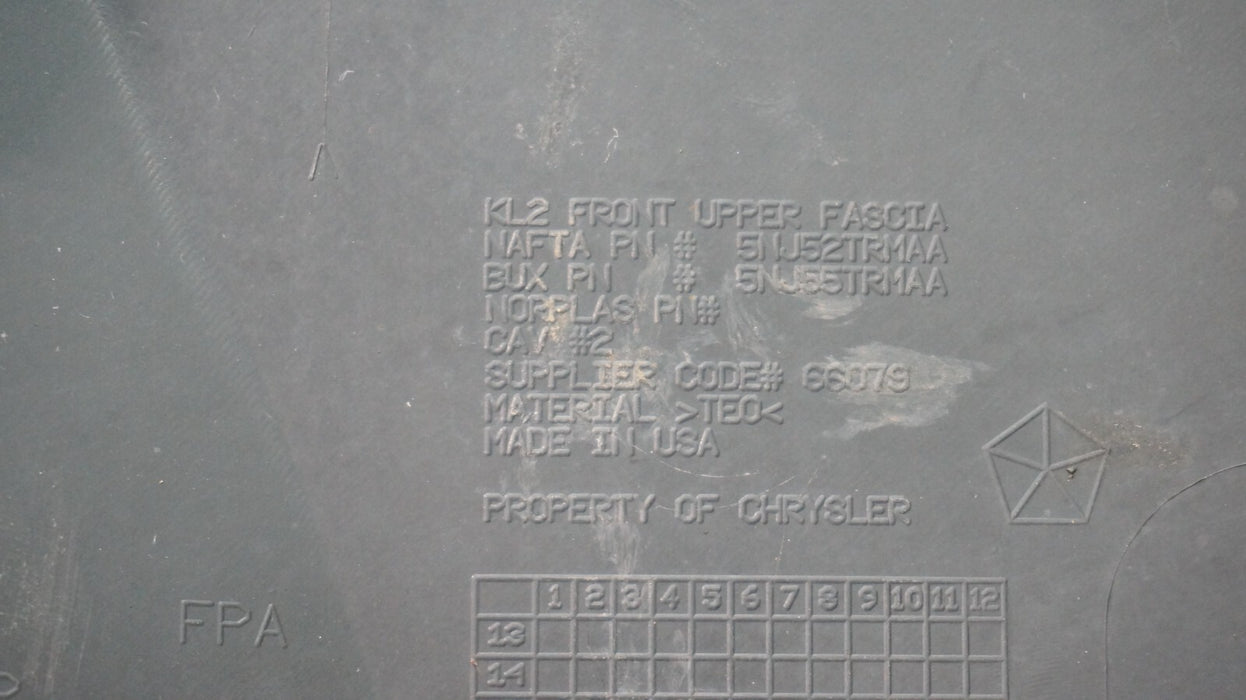 KL2 FRONT UPPER FASCIA
NAFTA PN # 5NJ52TRMAA
BUX PN # 5NJ55TRMAA
NORPLAS PN#
CAV #2
SUPPLIER CODE# 66079
MATERIAL >TEO<
MADE IN USA
PROPERTY OF CHRYSLER
1 2 3 4 5 6 7 8 9 10 11 12
FPA
13
14